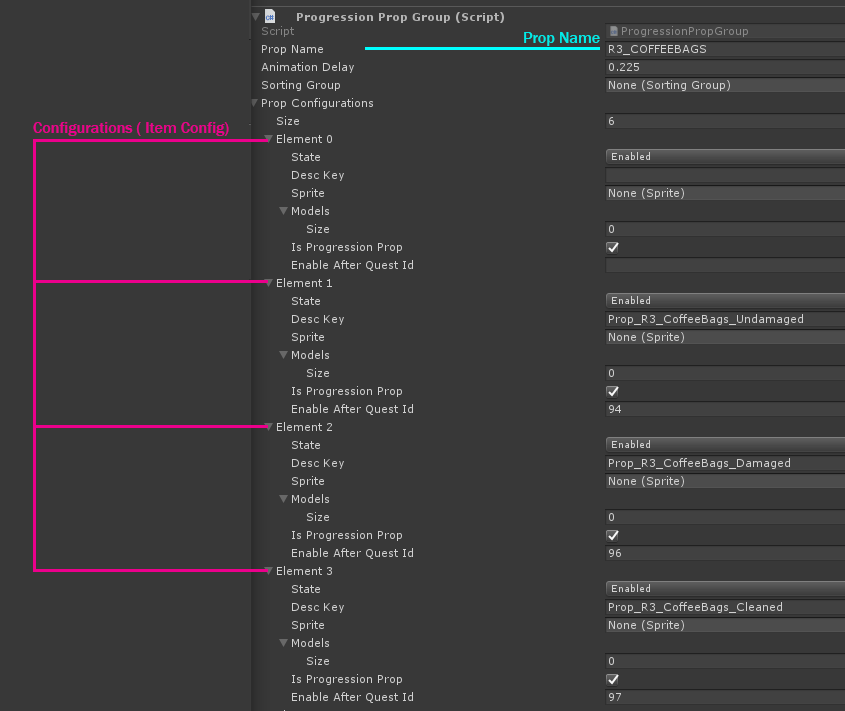 Progression Prop Group (Script)
Script ProgressionPropGroup
Prop Name Prop Name R3_COFFEEBAGS
Animation Delay 0.225
Sorting Group None (Sorting Group)
Prop Configurations
Size 6
Configurations ( Item Config)
Element 0
State Enabled
Desc Key
Sprite None (Sprite)
Models
Size 0
Is Progression Prop
Enable After Quest Id
Element 1
State Enabled
Desc Key Prop_R3_CoffeeBags_Undamaged
Sprite None (Sprite)
Models
Size 0
Is Progression Prop
Enable After Quest Id 94
Element 2
State Enabled
Desc Key Prop_R3_CoffeeBags_Damaged
Sprite None (Sprite)
Models
Size 0
Is Progression Prop
Enable After Quest Id 96
Element 3
State Enabled
Desc Key Prop_R3_CoffeeBags_Cleaned
Sprite None (Sprite)
Models
Size 0
Is Progression Prop
Enable After Quest Id 97